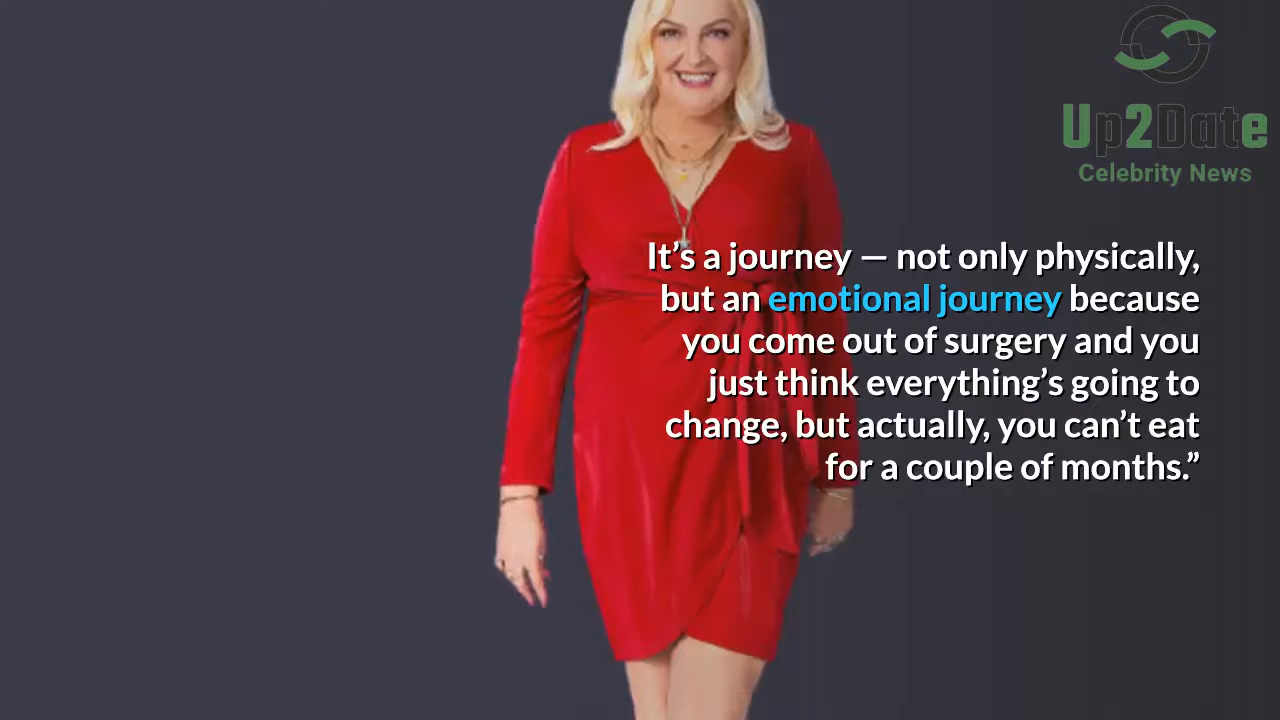 Up2Date
Celebrity News
It’s a journey — not only physically,
but an emotional journey because
you come out of surgery and you
just think everything’s going to
change, but actually, you can’t eat
for a couple of months.”